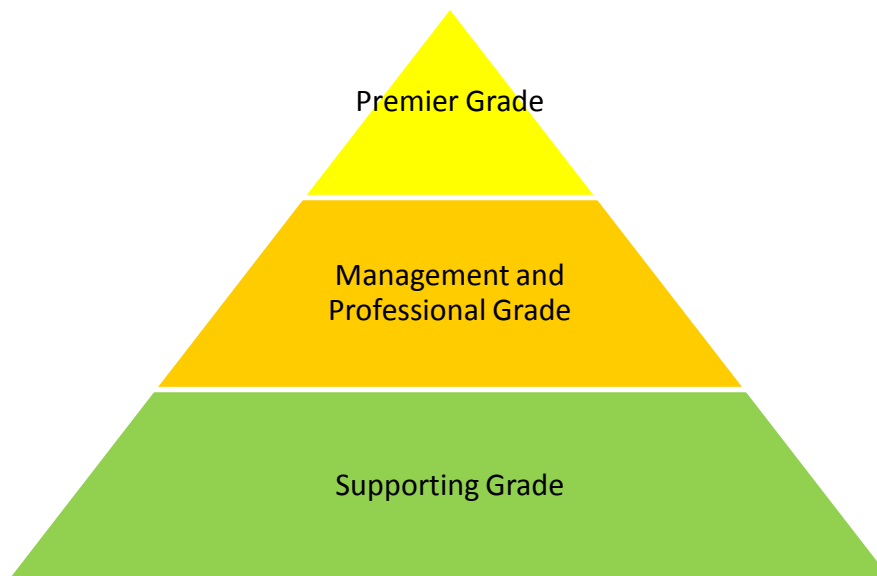 Premier Grade
Management and
Professional Grade
Supporting Grade